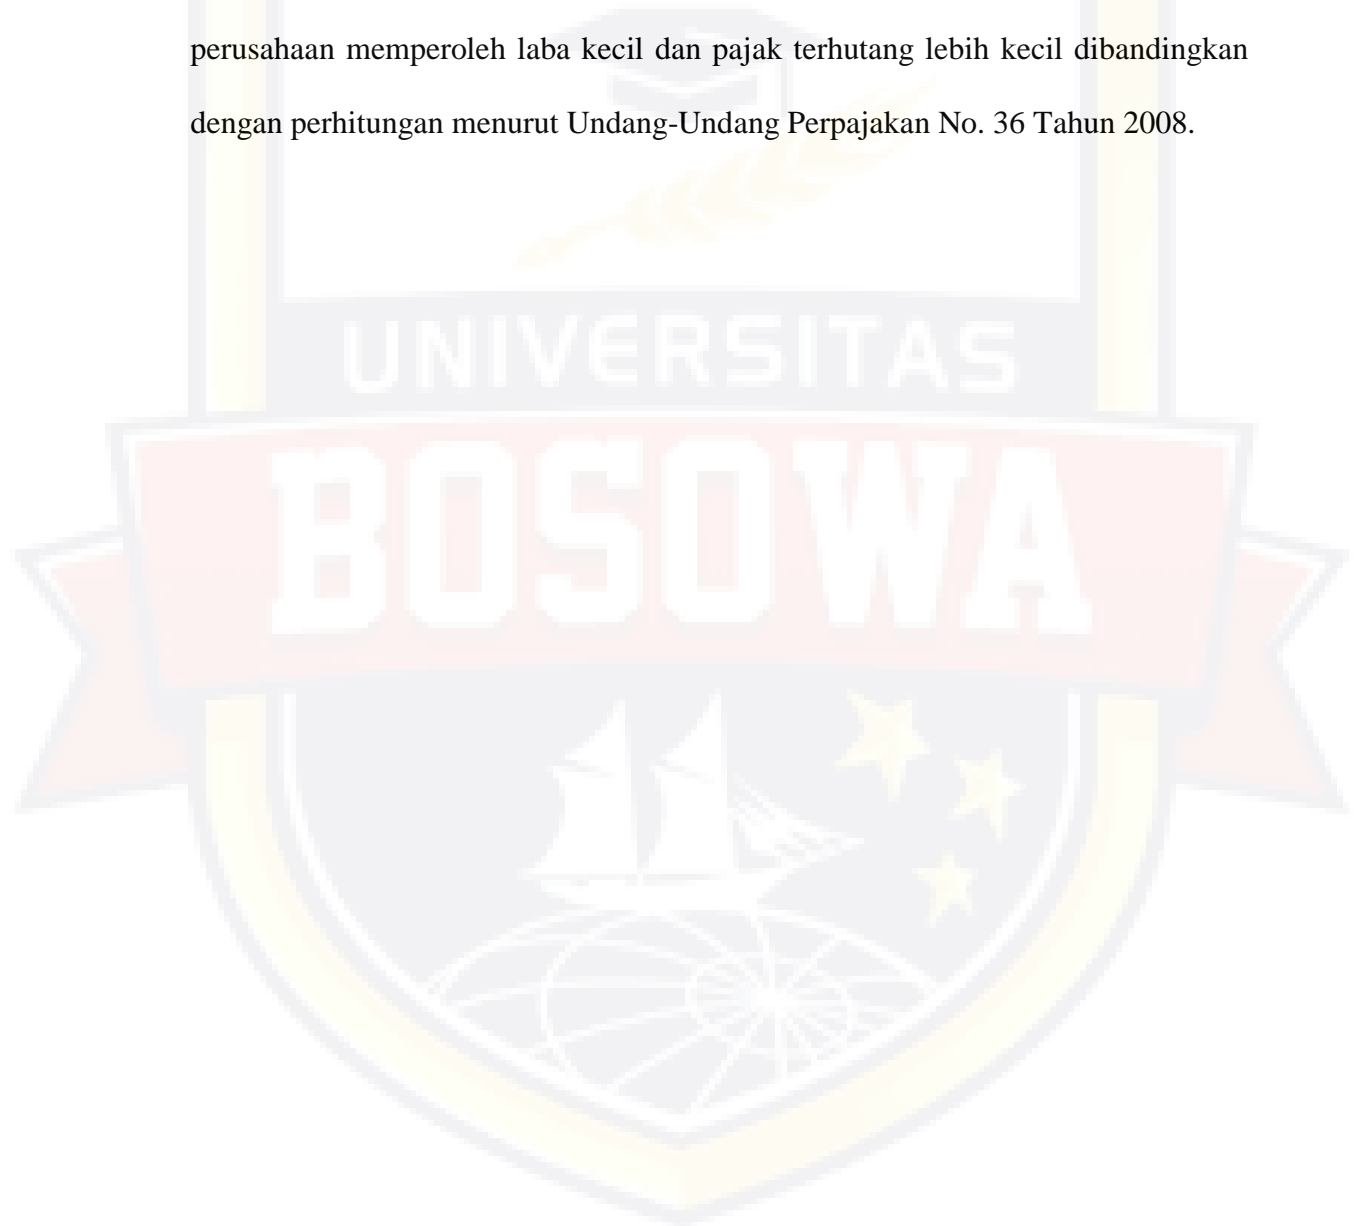 perusahaan memperoleh laba kecil dan pajak terhutang lebih kecil dibandingkan
dengan perhitungan menurut Undang-Undang Perpajakan No. 36 Tahun 2008.
UNIVERSITAS
BOSOWA